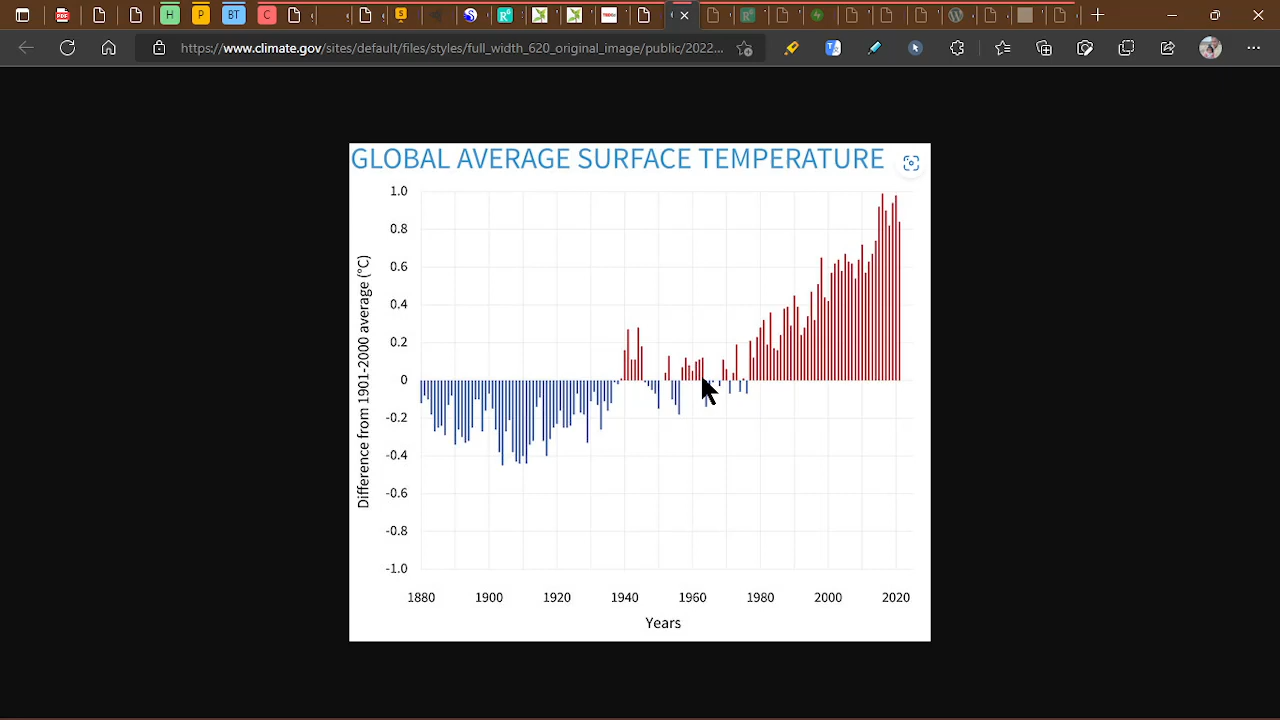 H
P
BT
C
https://www.climate.gov/sites/default/files/styles/full_width_620_original_image/public/2022...
GLOBAL AVERAGE SURFACE TEMPERATURE
1.0
0.8
0.6
0.4
0.2
0
-0.2
-0.4
-0.6
-0.8
-1.0
Difference from 1901-2000 average (°C)
1880 1900 1920 1940 1960 1980 2000 2020
Years